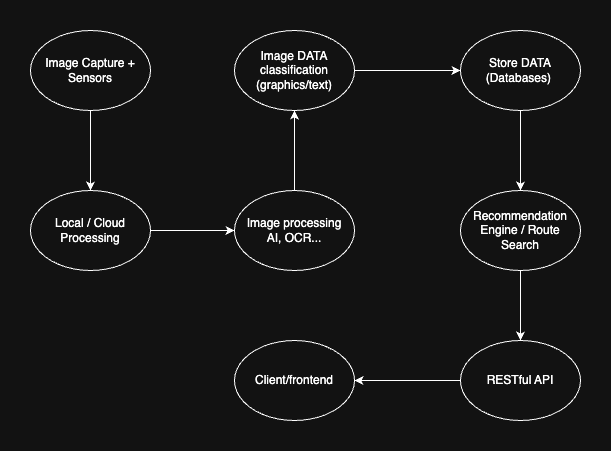 Image Capture +
Sensors
Image DATA
classification
(graphics/text)
Store DATA
(Databases)
Local / Cloud
Processing
Image processing
AI, OCR...
Recommendation
Engine / Route
Search
Client/frontend
RESTful API